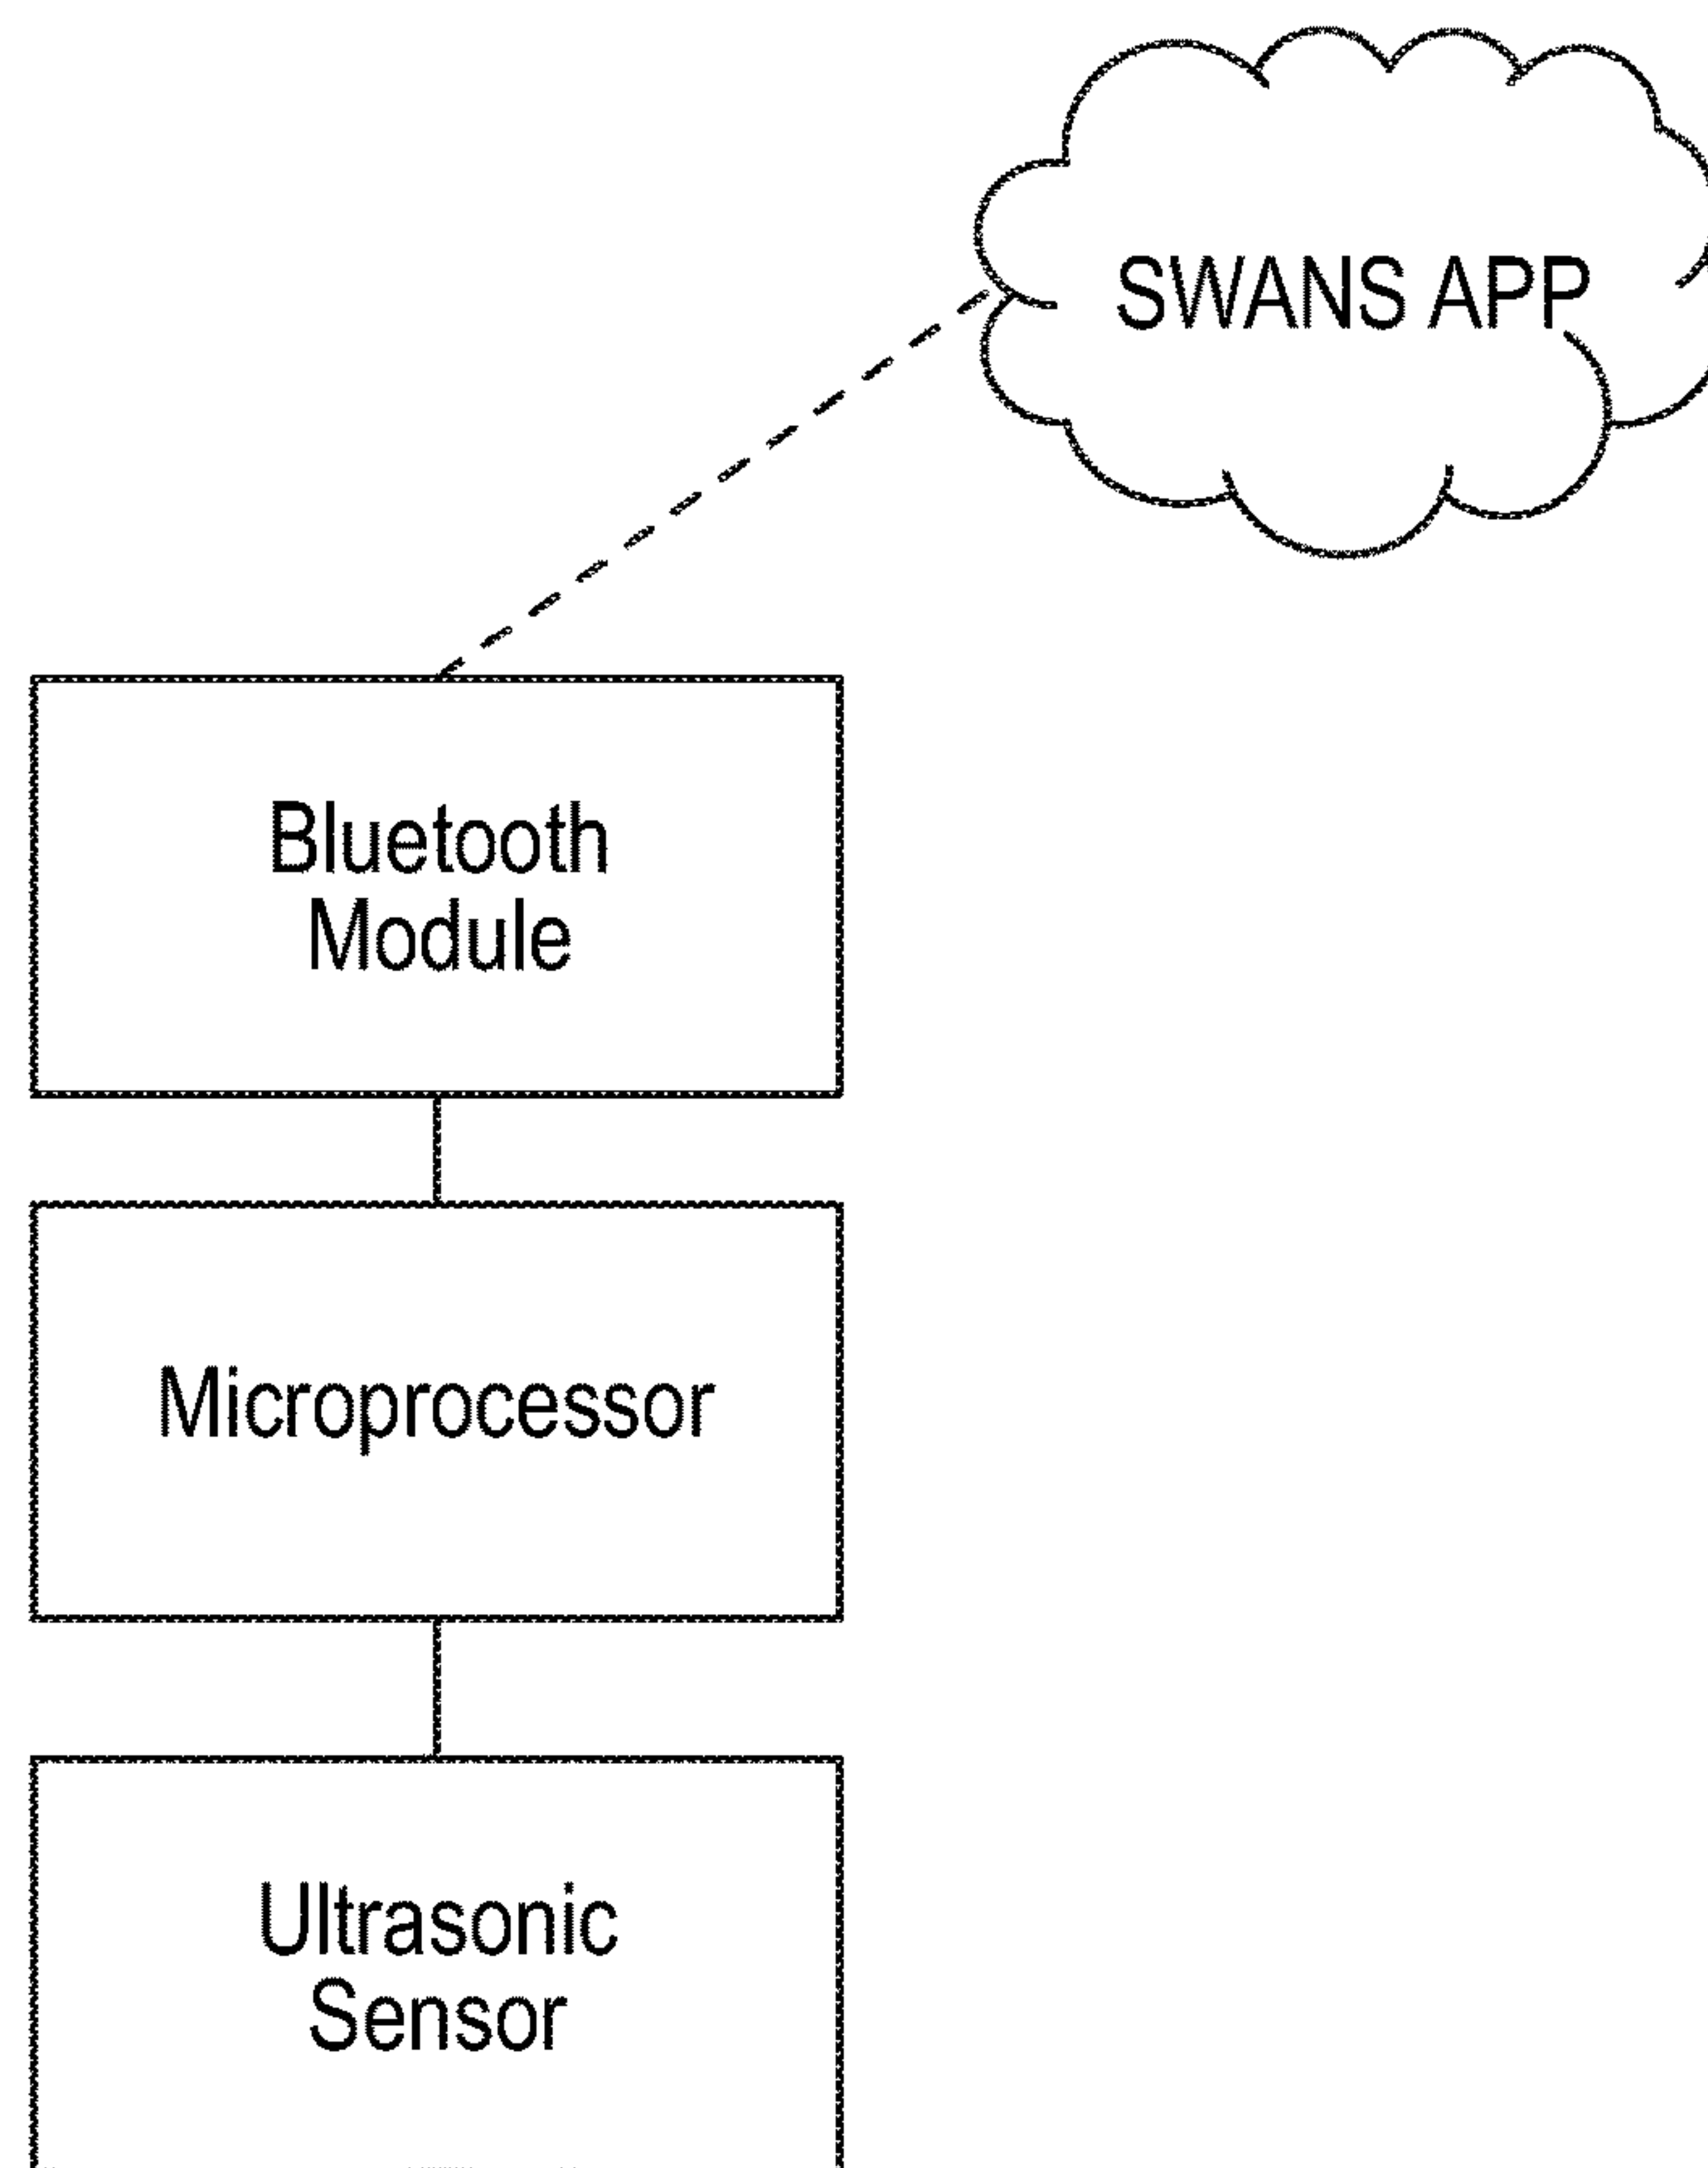 SWANS APP
Bluetooth
Module
Microprocessor
Ultrasonic
Sensor